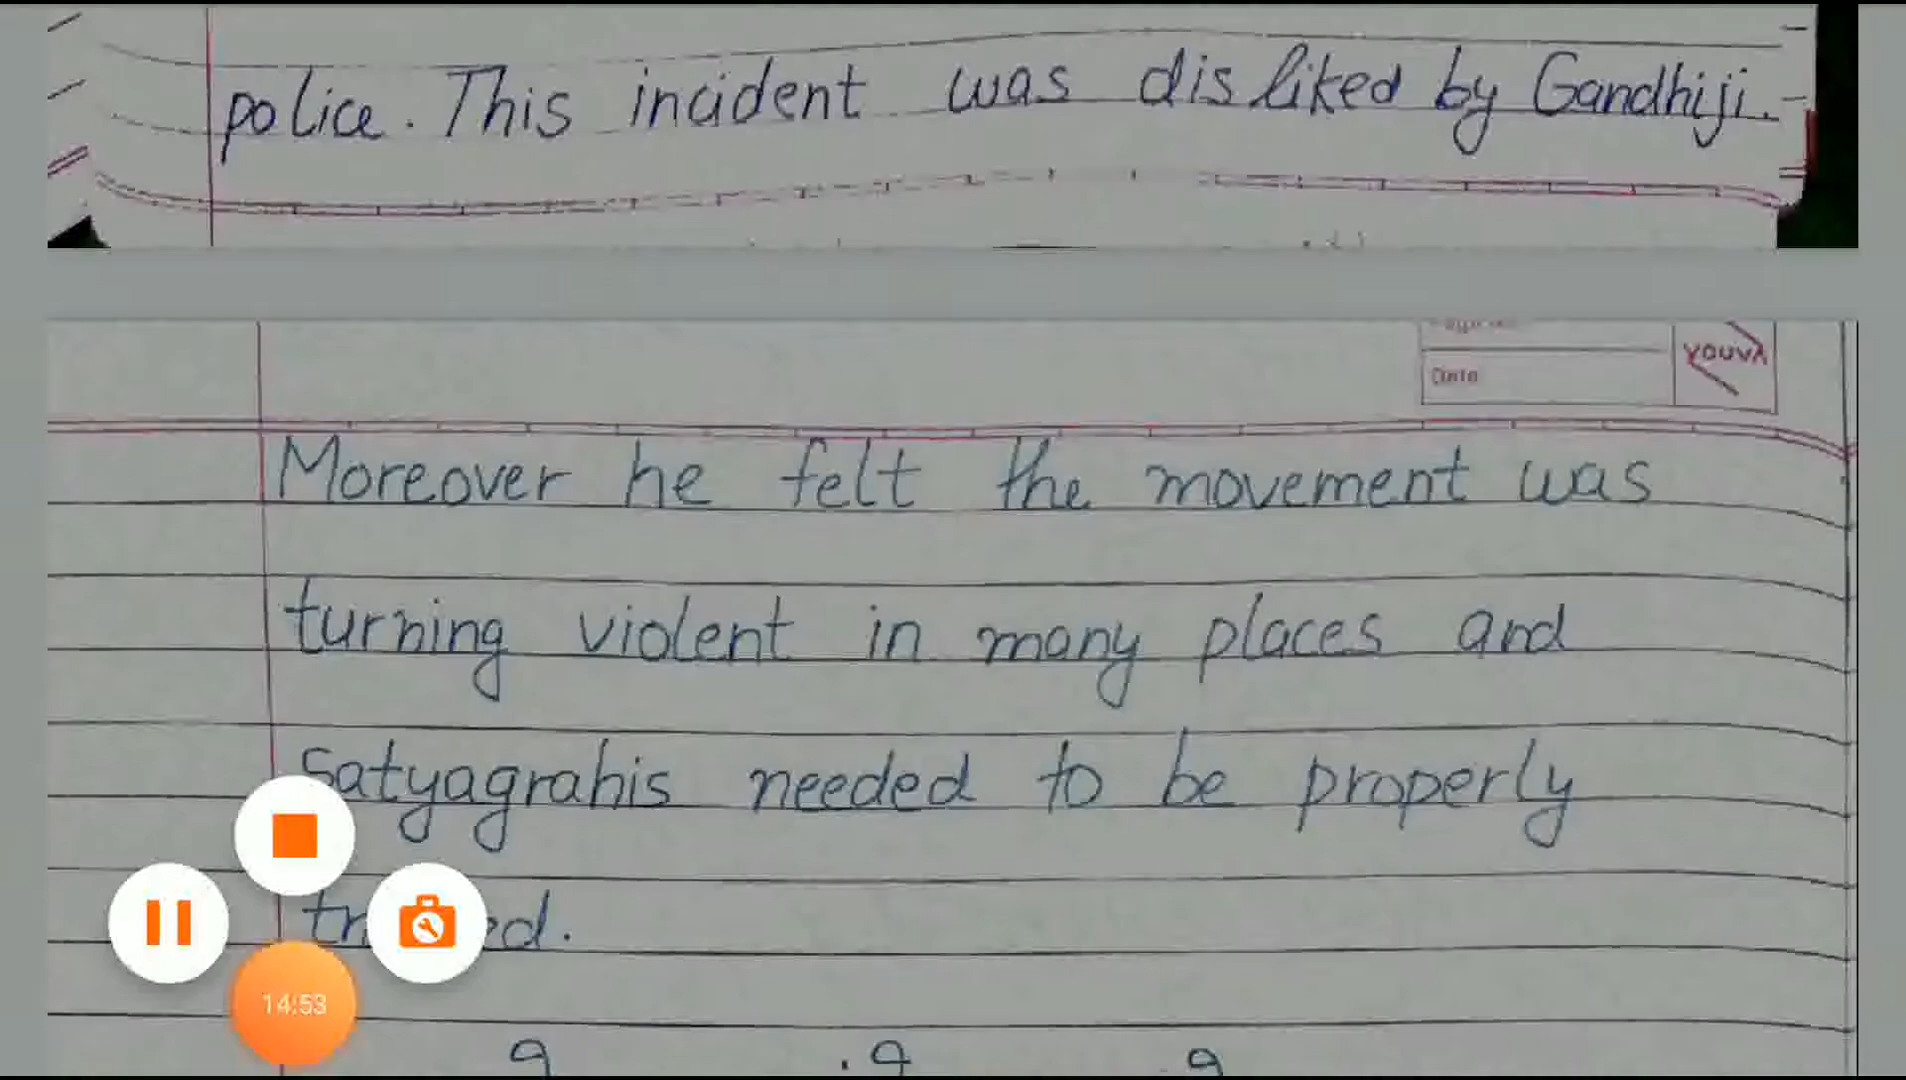 police. This incident was disliked by Gandhiji.
Date
YOUVA
Moreover he felt the movement was
turning violent in many places and
Satyagrahis needed to be properly
14:53